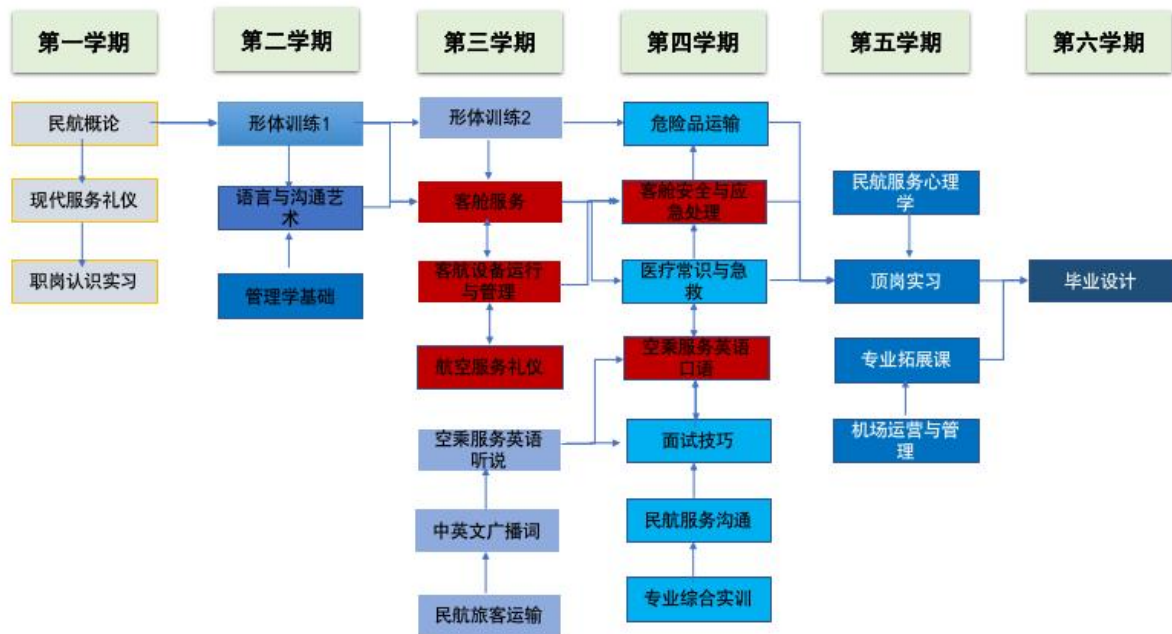 第一学期
第二学期
第三学期
第四学期
第五学期
第六学期
民航概论
现代服务礼仪
职岗认识实习
形体训练1
语言与沟通艺
术
管理学基础
形体训练2
客舱服务
客航设备运行
与管理
航空服务礼仪
空乘服务英语
听说
中英文广播词
民航旅客运输
危险品运输
客舱安全与应
急处理
医疗常识与急
救
空乘服务英语
口语
面试技巧
民航服务沟通
专业综合实训
民航服务心理
学
顶岗实习
专业拓展课
机场运营与管
理
毕业设计